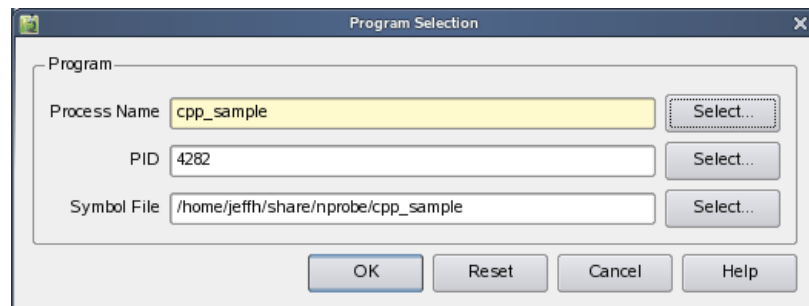 Program Selection
Program
Process Name cpp_sample Select...
PID 4282 Select...
Symbol File /home/jeffh/share/nprobe/cpp_sample Select...
OK Reset Cancel Help